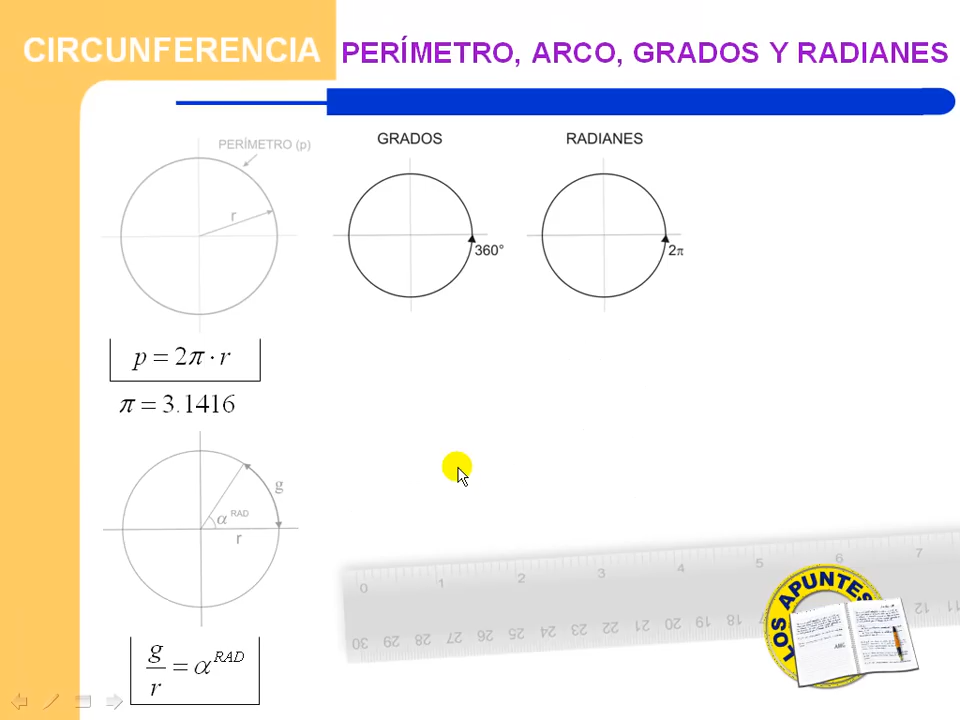 CIRCUNFERENCIA PERÍMETRO, ARCO, GRADOS Y RADIANES
PERÍMETRO (p)
r
GRADOS
360°
RADIANES
2π
p = 2π · r
π = 3.1416
g
α RAD
r
g/r = α^RAD
0 1 2 3 4 5 6 7
30 29 28 27 26 25 24 23 22 21 20 19 18 12 11
LOS APUNTES